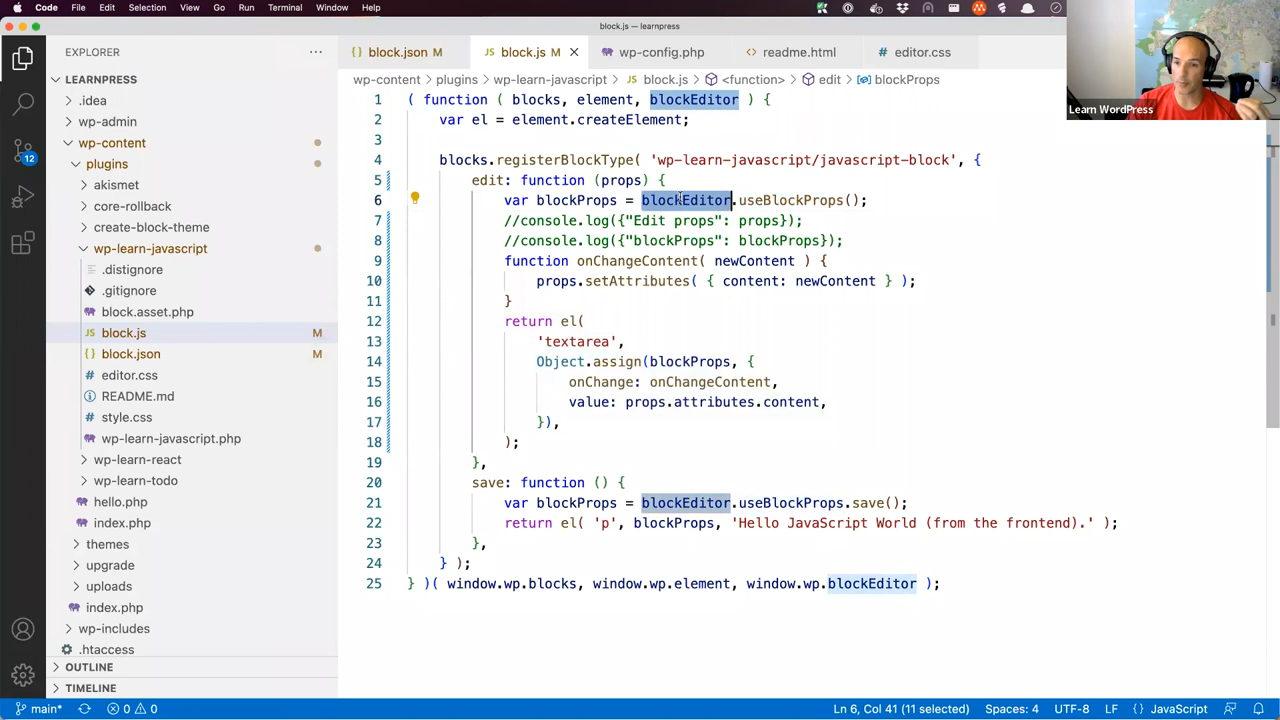 Code File Edit Selection View Go Run Terminal Window Help
block.js — learnpress
EXPLORER
block.json M
block.js M
wp-config.php
readme.html
editor.css
wp-content > plugins > wp-learn-javascript > block.js > <function> > edit > blockProps
Learn WordPress
LEARNPRESS
.idea
wp-admin
wp-content
plugins
akismet
core-rollback
create-block-theme
wp-learn-javascript
.distignore
.gitignore
block.asset.php
block.js M
block.json M
editor.css
README.md
style.css
wp-learn-javascript.php
wp-learn-react
wp-learn-todo
hello.php
index.php
themes
upgrade
uploads
index.php
wp-includes
.htaccess
OUTLINE
TIMELINE
12
1 ( function ( blocks, element, blockEditor ) {
2 var el = element.createElement;
3
4 blocks.registerBlockType( 'wp-learn-javascript/javascript-block', {
5 edit: function (props) {
6 var blockProps = blockEditor.useBlockProps();
7 //console.log({"Edit props": props});
8 //console.log({"blockProps": blockProps});
9 function onChangeContent( newContent ) {
10 props.setAttributes( { content: newContent } );
11 }
12 return el(
13 'textarea',
14 Object.assign(blockProps, {
15 onChange: onChangeContent,
16 value: props.attributes.content,
17 }),
18 );
19 },
20 save: function () {
21 var blockProps = blockEditor.useBlockProps.save();
22 return el( 'p', blockProps, 'Hello JavaScript World (from the frontend).' );
23 },
24 } );
25 } )( window.wp.blocks, window.wp.element, window.wp.blockEditor );
main* 0 0 Ln 6, Col 41 (11 selected) Spaces: 4 UTF-8 LF {} JavaScript